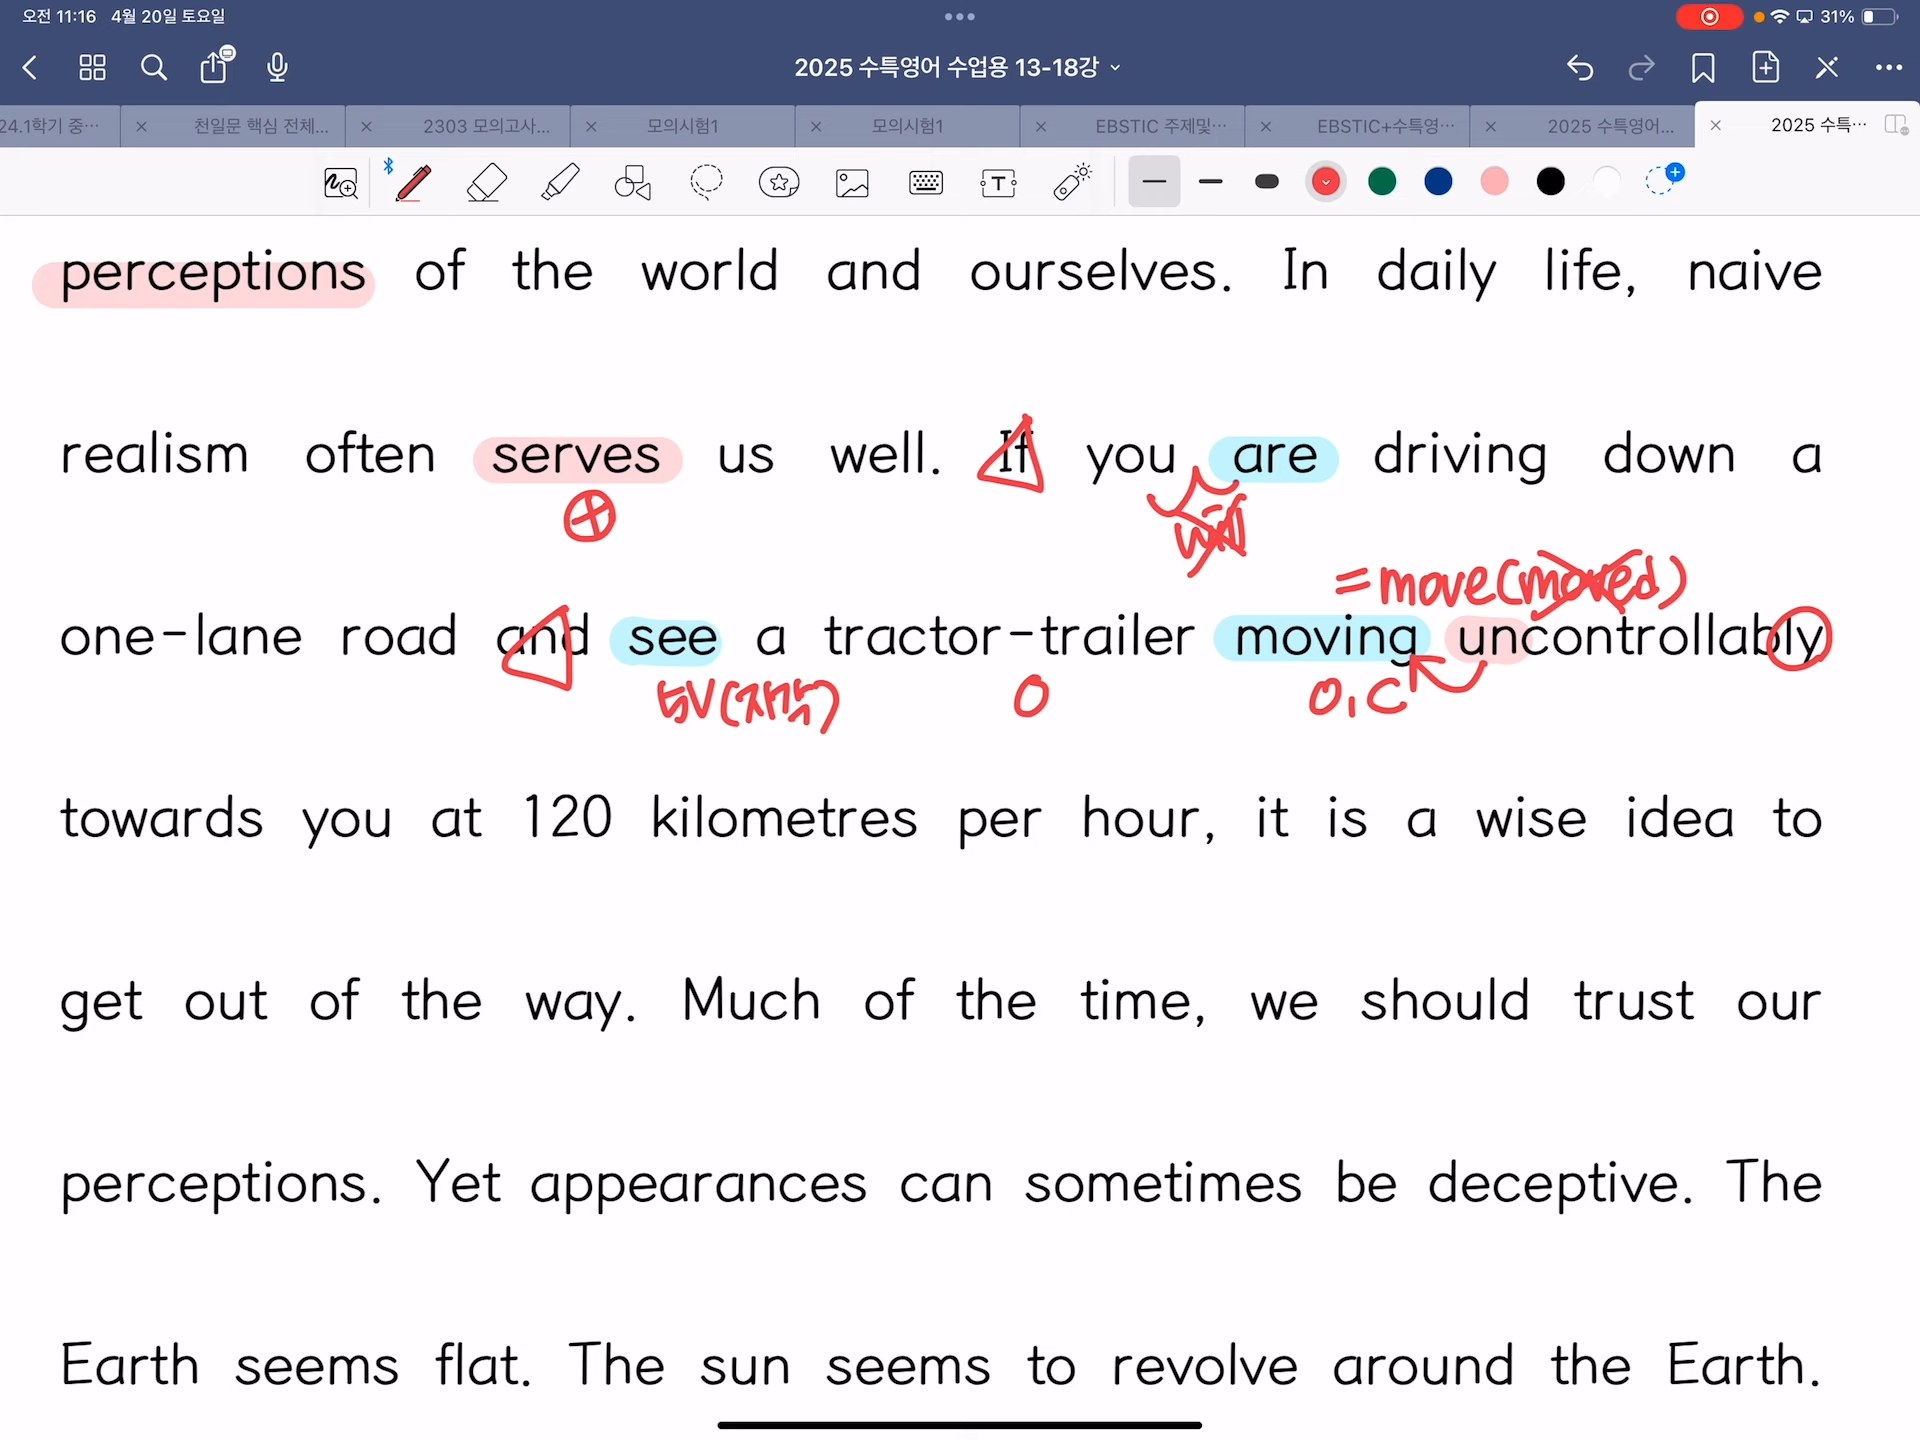 오전 11:16 4월 20일 토요일
31%
2025 수특영어 수업용 13-18강
24.1학기 중··· 천일문 핵심 전체... 2303 모의고사... 모의시험1 모의시험1 EBSTIC 주제및··· EBSTIC+수특영··· 2025 수특영어... 2025 수특···
perceptions of the world and ourselves. In daily life, naive
realism often serves us well. If you are driving down a
will
= move(moved)
one-lane road and see a tractor-trailer moving uncontrollably
5V(지각) O O.C
towards you at 120 kilometres per hour, it is a wise idea to
get out of the way. Much of the time, we should trust our
perceptions. Yet appearances can sometimes be deceptive. The
Earth seems flat. The sun seems to revolve around the Earth.